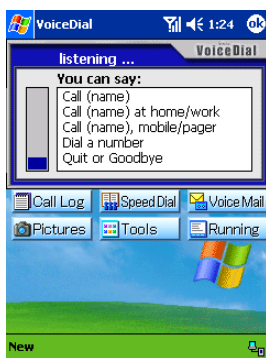 VoiceDial 1:24 ok
VoiceDial
listening ...
You can say:
Call (name)
Call (name) at home/work
Call (name), mobile/pager
Dial a number
Quit or Goodbye
Call Log Speed Dial Voice Mail
Pictures Tools Running
New